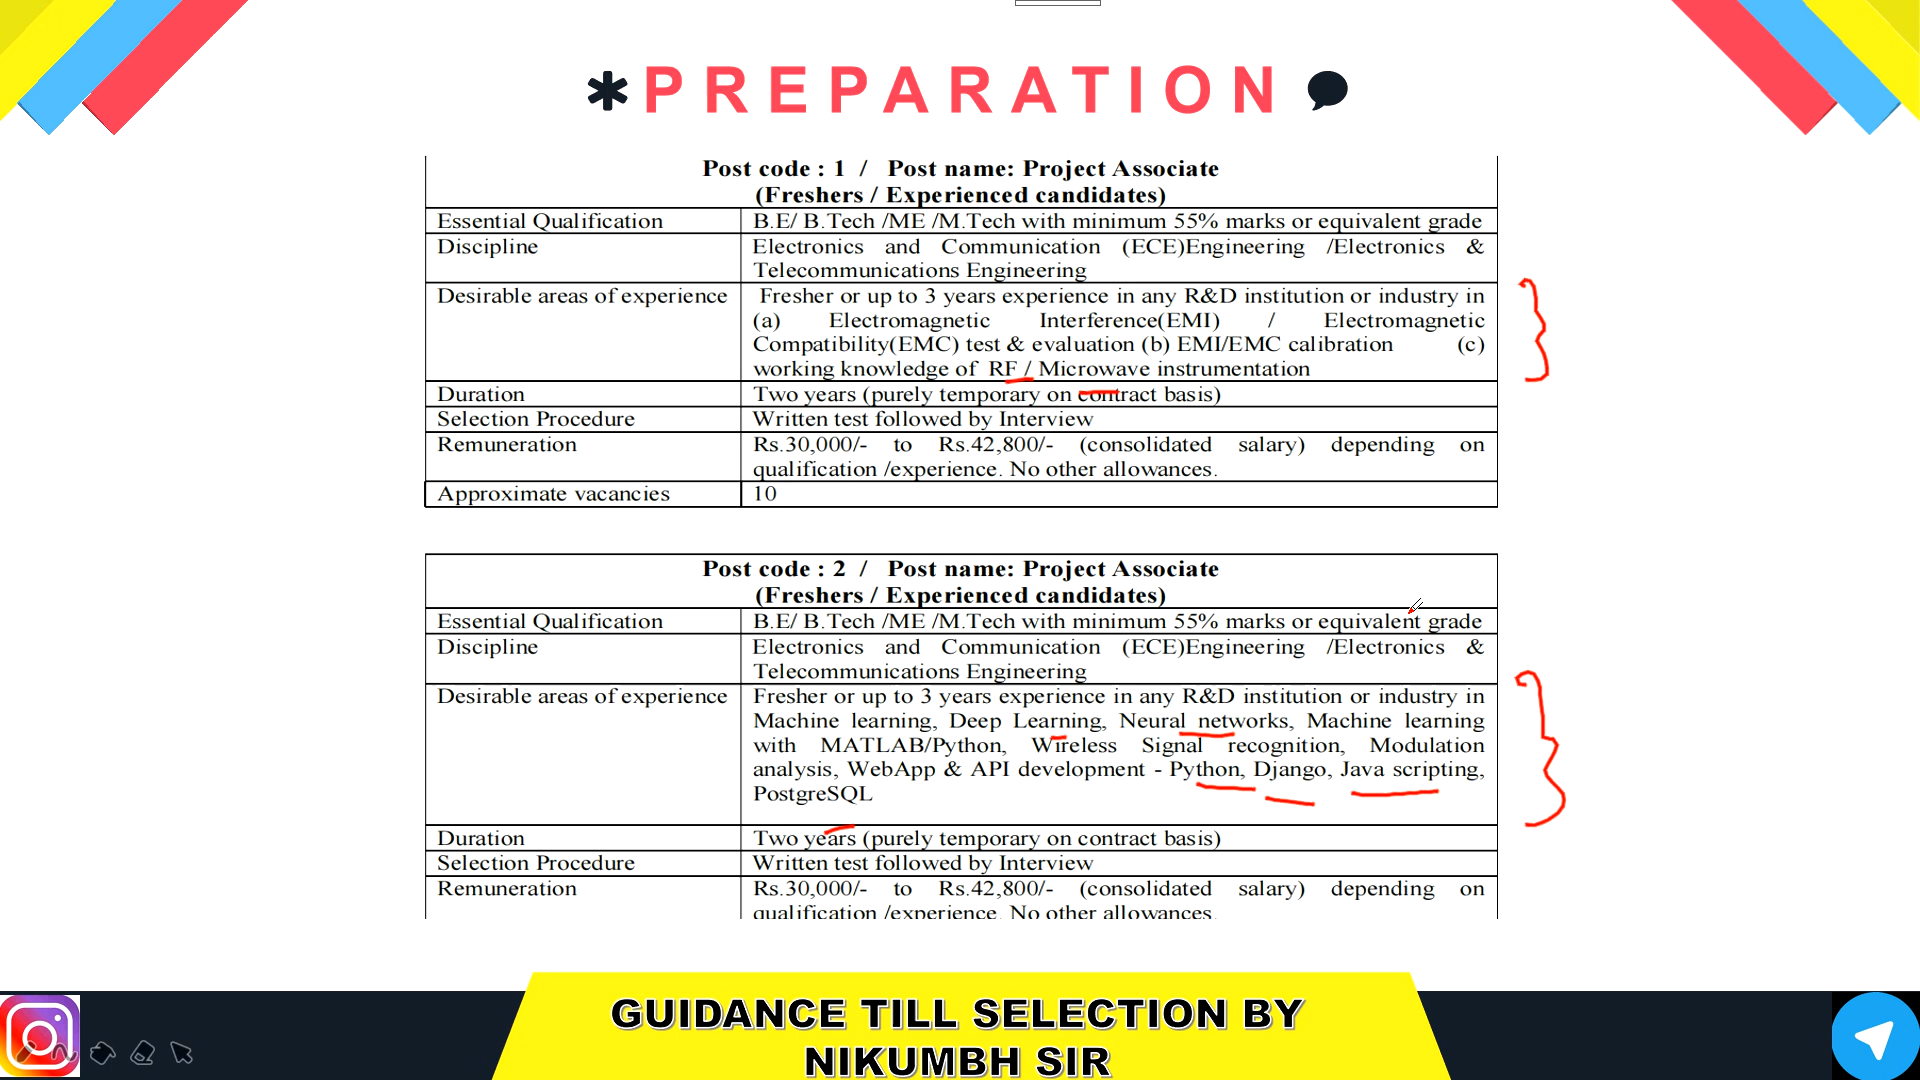 PREPARATION
Post code : 1 / Post name: Project Associate
(Freshers / Experienced candidates)
Essential Qualification B.E/ B.Tech /ME /M.Tech with minimum 55% marks or equivalent grade
Discipline Electronics and Communication (ECE)Engineering /Electronics &
Telecommunications Engineering
Desirable areas of experience Fresher or up to 3 years experience in any R&D institution or industry in
(a) Electromagnetic Interference(EMI) / Electromagnetic
Compatibility(EMC) test & evaluation (b) EMI/EMC calibration (c)
working knowledge of RF / Microwave instrumentation
Duration Two years (purely temporary on contract basis)
Selection Procedure Written test followed by Interview
Remuneration Rs.30,000/- to Rs.42,800/- (consolidated salary) depending on
qualification /experience. No other allowances.
Approximate vacancies 10
Post code : 2 / Post name: Project Associate
(Freshers / Experienced candidates)
Essential Qualification B.E/ B.Tech /ME /M.Tech with minimum 55% marks or equivalent grade
Discipline Electronics and Communication (ECE)Engineering /Electronics &
Telecommunications Engineering
Desirable areas of experience Fresher or up to 3 years experience in any R&D institution or industry in
Machine learning, Deep Learning, Neural networks, Machine learning
with MATLAB/Python, Wireless Signal recognition, Modulation
analysis, WebApp & API development - Python, Django, Java scripting,
PostgreSQL
Duration Two years (purely temporary on contract basis)
Selection Procedure Written test followed by Interview
Remuneration Rs.30,000/- to Rs.42,800/- (consolidated salary) depending on
qualification /experience. No other allowances.
GUIDANCE TILL SELECTION BY
NIKUMBH SIR